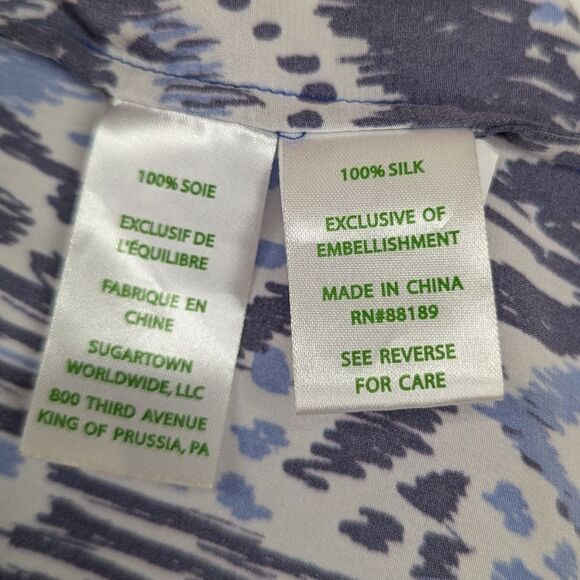 100% SOIE
EXCLUSIF DE
L'ÉQUILIBRE
FABRIQUE EN
CHINE
SUGARTOWN
WORLDWIDE, LLC
800 THIRD AVENUE
KING OF PRUSSIA, PA
100% SILK
EXCLUSIVE OF
EMBELLISHMENT
MADE IN CHINA
RN#88189
SEE REVERSE
FOR CARE